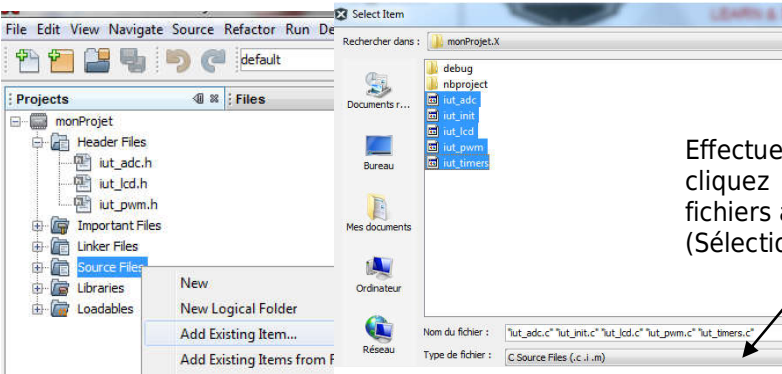 File Edit View Navigate Source Refactor Run De
default
Projects
Files
monProjet
Header Files
iut_adc.h
iut_lcd.h
iut_pwm.h
Important Files
Linker Files
Source Files
Libraries
Loadables
New
New Logical Folder
Add Existing Item...
Add Existing Items from F
Select Item
LEARN &
Rechercher dans :
monProjet.X
Documents r...
Bureau
Mes documents
Ordinateur
Réseau
debug
nbproject
iut_adc
iut_init
iut_lcd
iut_pwm
iut_timers
Nom du fichier :
"iut_adc.c" "iut_init.c" "iut_lcd.c" "iut_pwm.c" "iut_timers.c"
Type de fichier :
C Source Files (.c .i .m)
Effectue
cliquez
fichiers a
(Sélectio